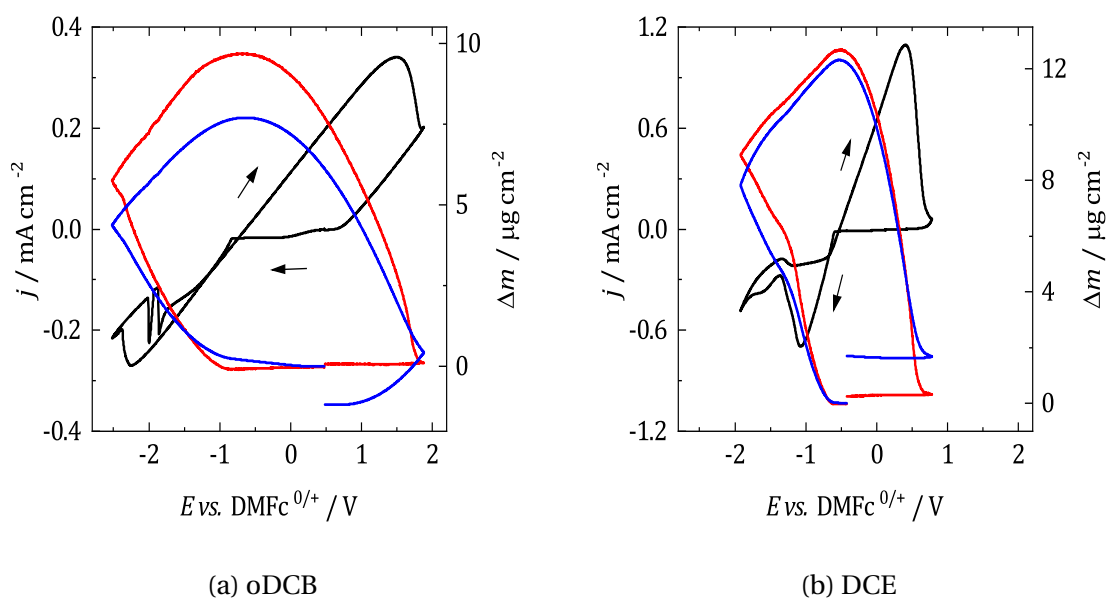 0.4
0.2
0.0
-0.2
-0.4
j / mA cm-2
10
5
0
Δm / µg cm-2
-2 -1 0 1 2
E vs. DMFc 0/+ / V
(a) oDCB
1.2
0.6
0.0
-0.6
-1.2
j / mA cm-2
12
8
4
0
Δm / µg cm-2
-2 -1 0 1 2
E vs. DMFc 0/+ / V
(b) DCE